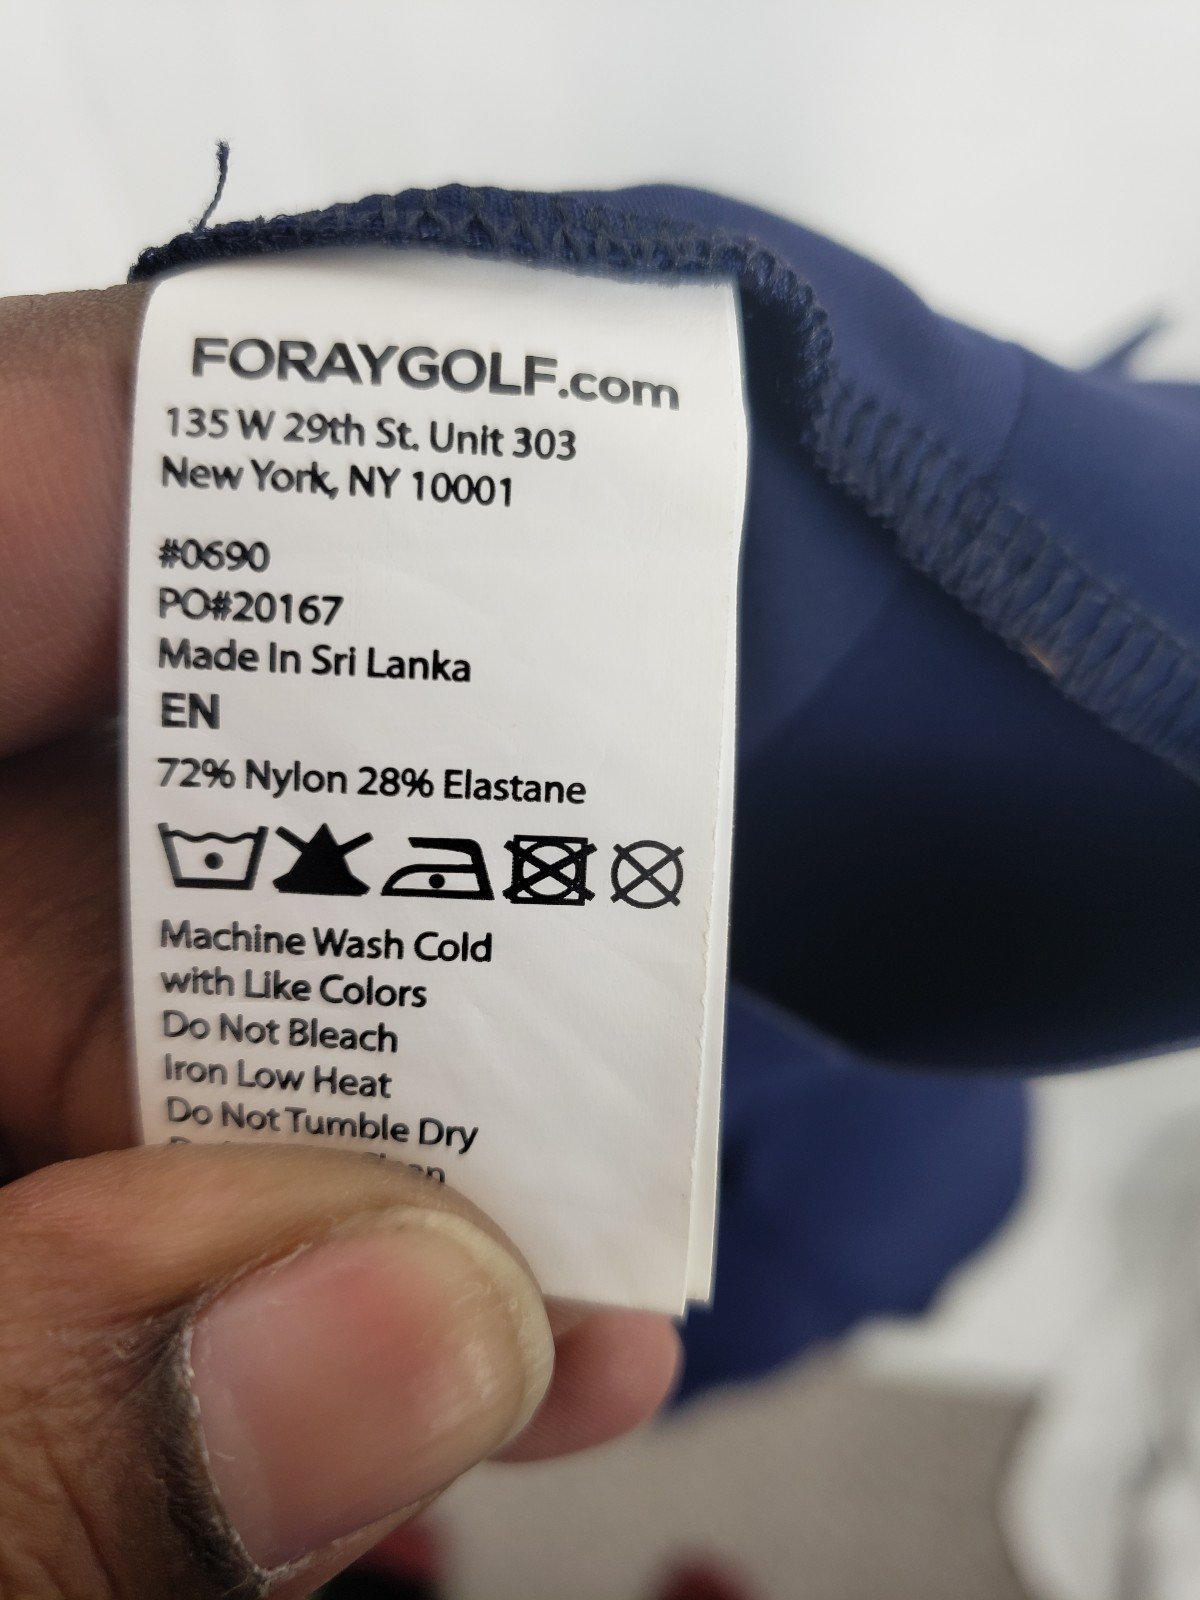 FORAYGOLF.com
135 W 29th St. Unit 303
New York, NY 10001
#0690
PO#20167
Made In Sri Lanka
EN
72% Nylon 28% Elastane
Machine Wash Cold
with Like Colors
Do Not Bleach
Iron Low Heat
Do Not Tumble Dry